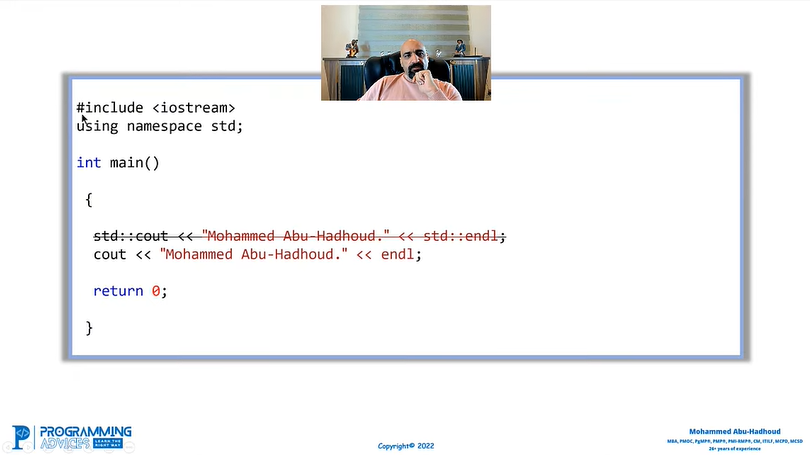 #include <iostream>
using namespace std;
int main()
{
std::cout << "Mohammed Abu-Hadhoud." << std::endl;
cout << "Mohammed Abu-Hadhoud." << endl;
return 0;
}
PROGRAMMING
ADVICES
LEARN THE
RIGHT WAY
Copyright© 2022
Mohammed Abu-Hadhoud
MBA, PMOC, PgMP®, PMP®, PMI-RMP®, CM, ITILF, MCPD, MCSD
26+ years of experience